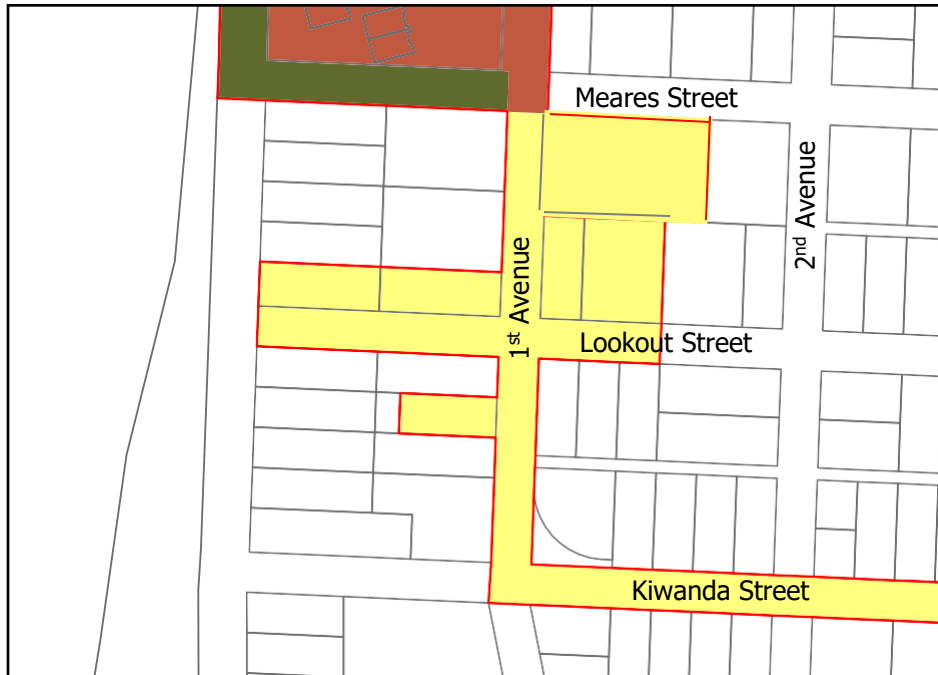 Meares Street
2nd Avenue
1st Avenue
Lookout Street
Kiwanda Street